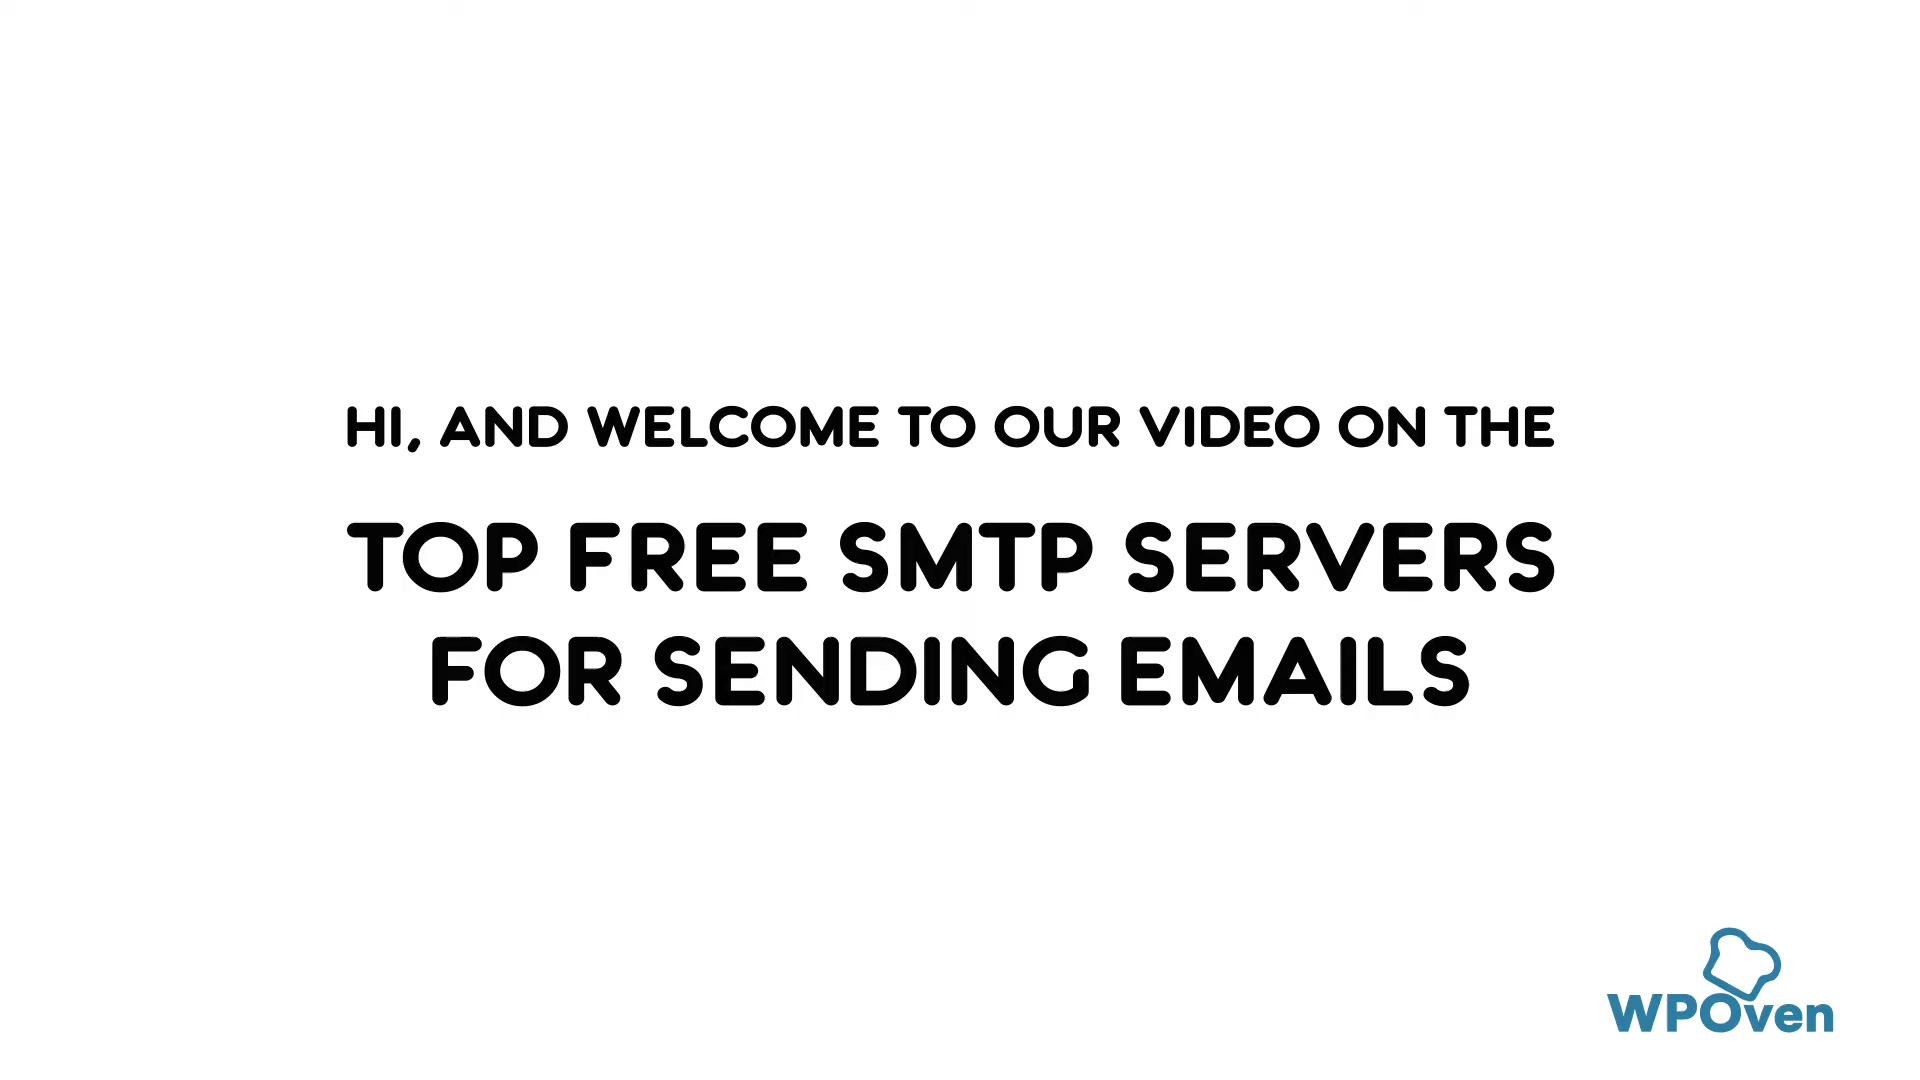 HI, AND WELCOME TO OUR VIDEO ON THE
TOP FREE SMTP SERVERS
FOR SENDING EMAILS
WPOven